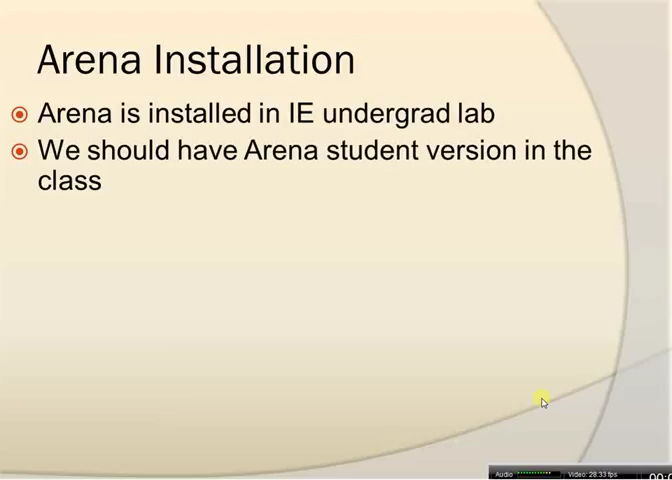 Arena Installation
Arena is installed in IE undergrad lab
We should have Arena student version in the
class
Audio Video: 28.33 fps